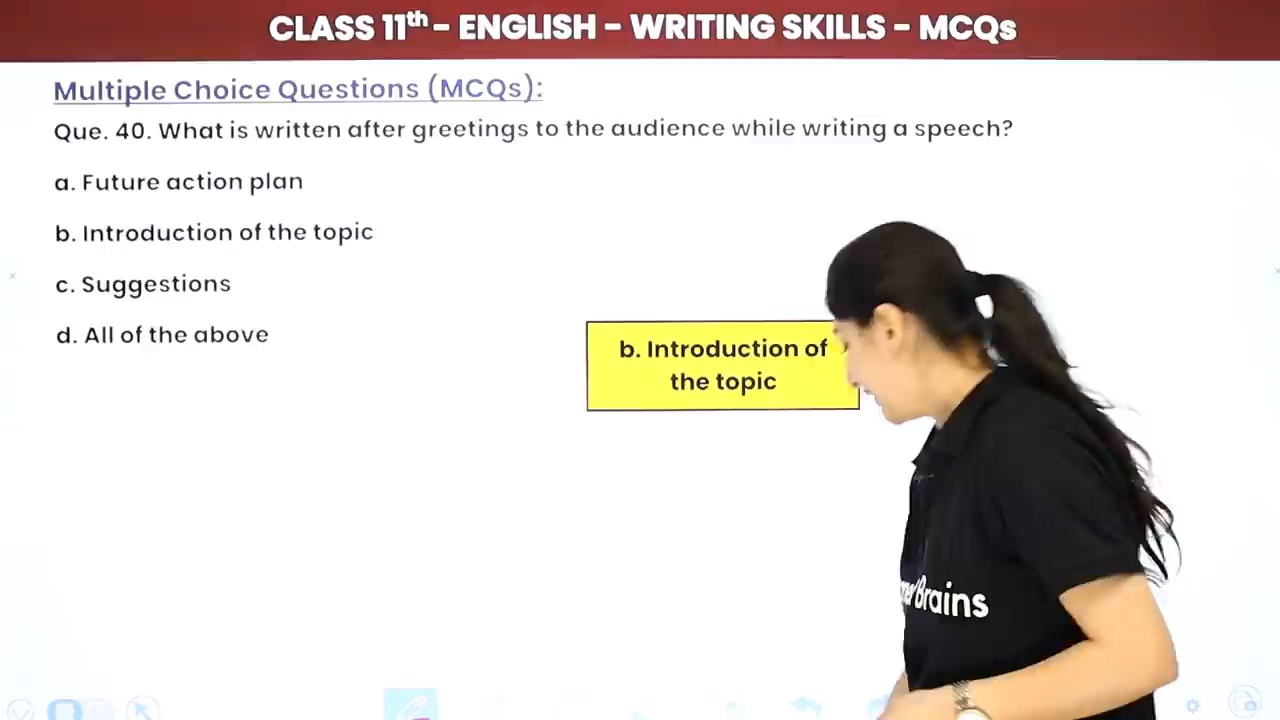 CLASS 11th - ENGLISH - WRITING SKILLS - MCQs
Multiple Choice Questions (MCQs):
Que. 40. What is written after greetings to the audience while writing a speech?
a. Future action plan
b. Introduction of the topic
c. Suggestions
d. All of the above
b. Introduction of
the topic
Brains